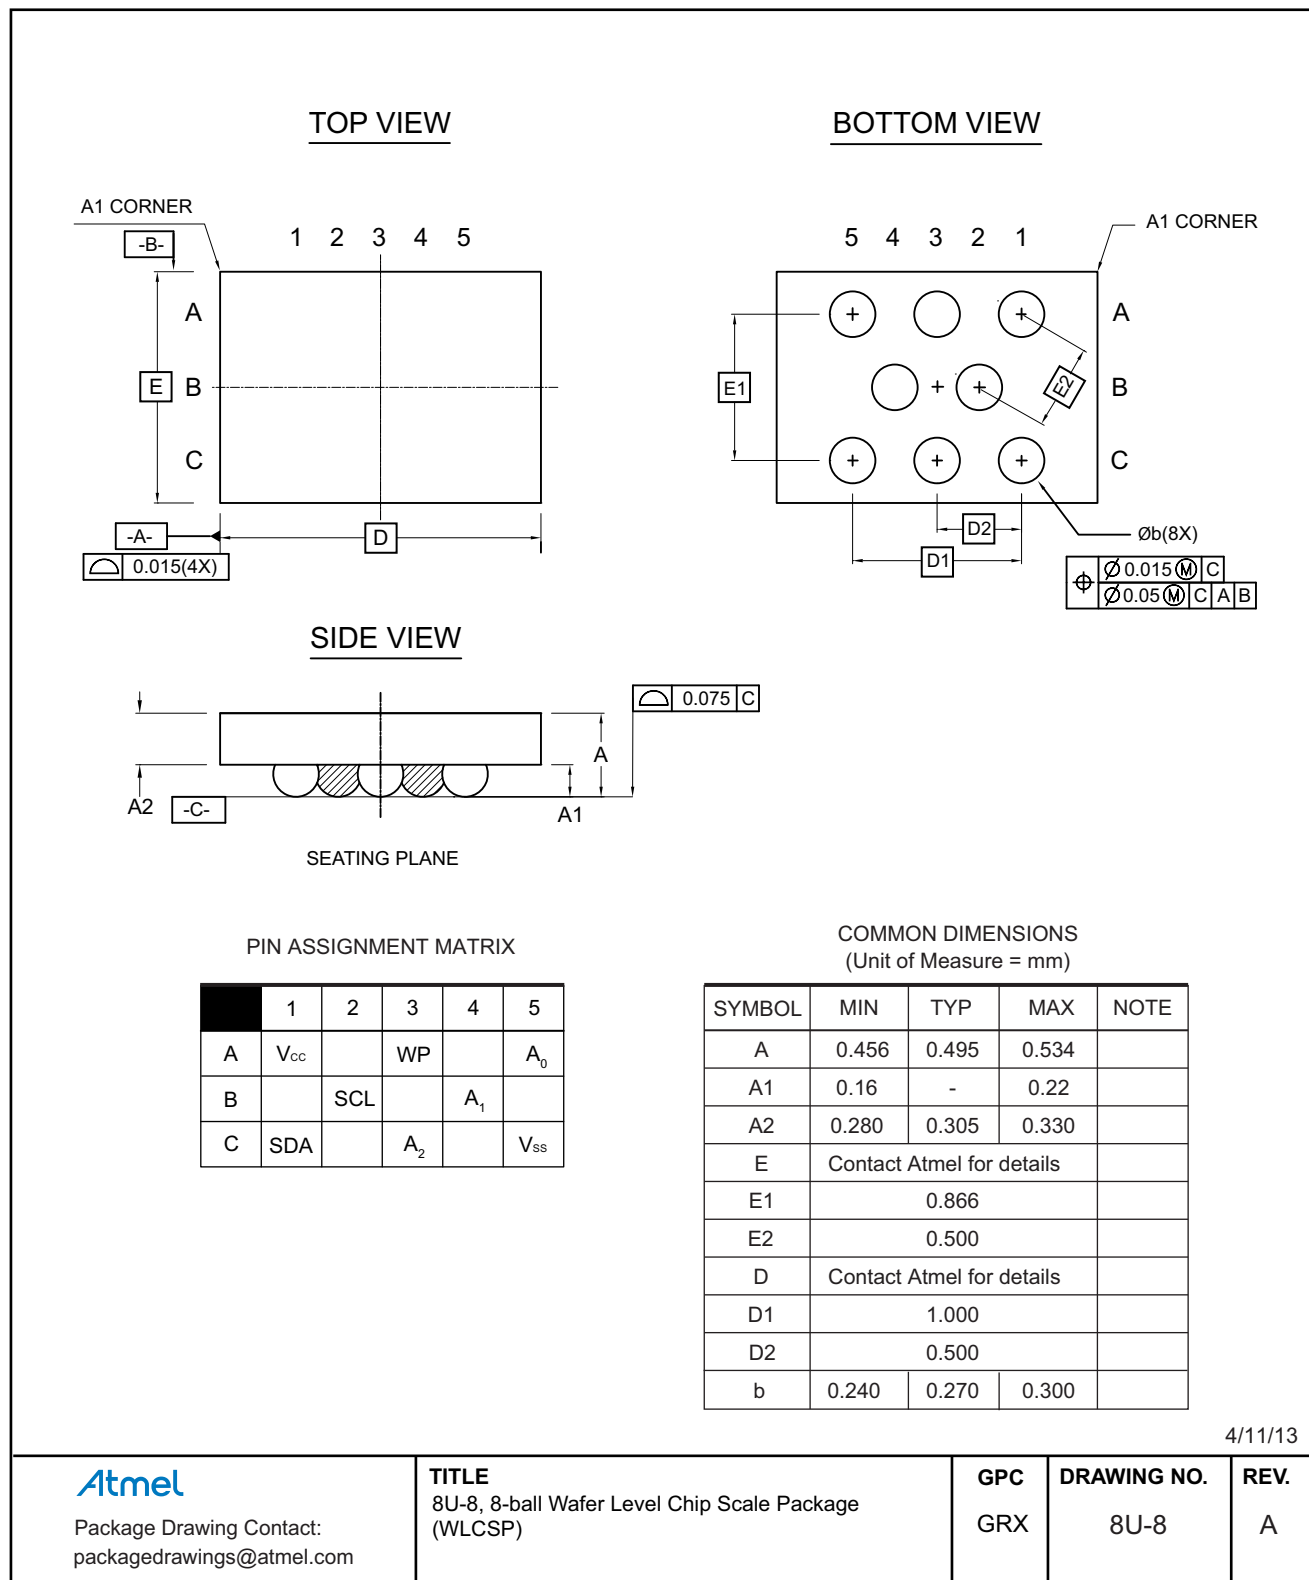 TOP VIEW
BOTTOM VIEW
A1 CORNER
A1 CORNER
-B-
1 2 3 4 5
5 4 3 2 1
A
B
C
E
A
B
C
E1
E2
-A-
D
0.015(4X)
D2
D1
Øb(8X)
Ø 0.015 Ⓜ C
Ø 0.05 Ⓜ C A B
SIDE VIEW
0.075 C
A
A2
-C-
A1
SEATING PLANE
PIN ASSIGNMENT MATRIX
1 2 3 4 5
A VCC WP A0
B SCL A1
C SDA A2 VSS
COMMON DIMENSIONS
(Unit of Measure = mm)
SYMBOL MIN TYP MAX NOTE
A 0.456 0.495 0.534
A1 0.16 - 0.22
A2 0.280 0.305 0.330
E Contact Atmel for details
E1 0.866
E2 0.500
D Contact Atmel for details
D1 1.000
D2 0.500
b 0.240 0.270 0.300
4/11/13
Atmel
Package Drawing Contact:
packagedrawings@atmel.com
TITLE
8U-8, 8-ball Wafer Level Chip Scale Package
(WLCSP)
GPC
GRX
DRAWING NO.
8U-8
REV.
A